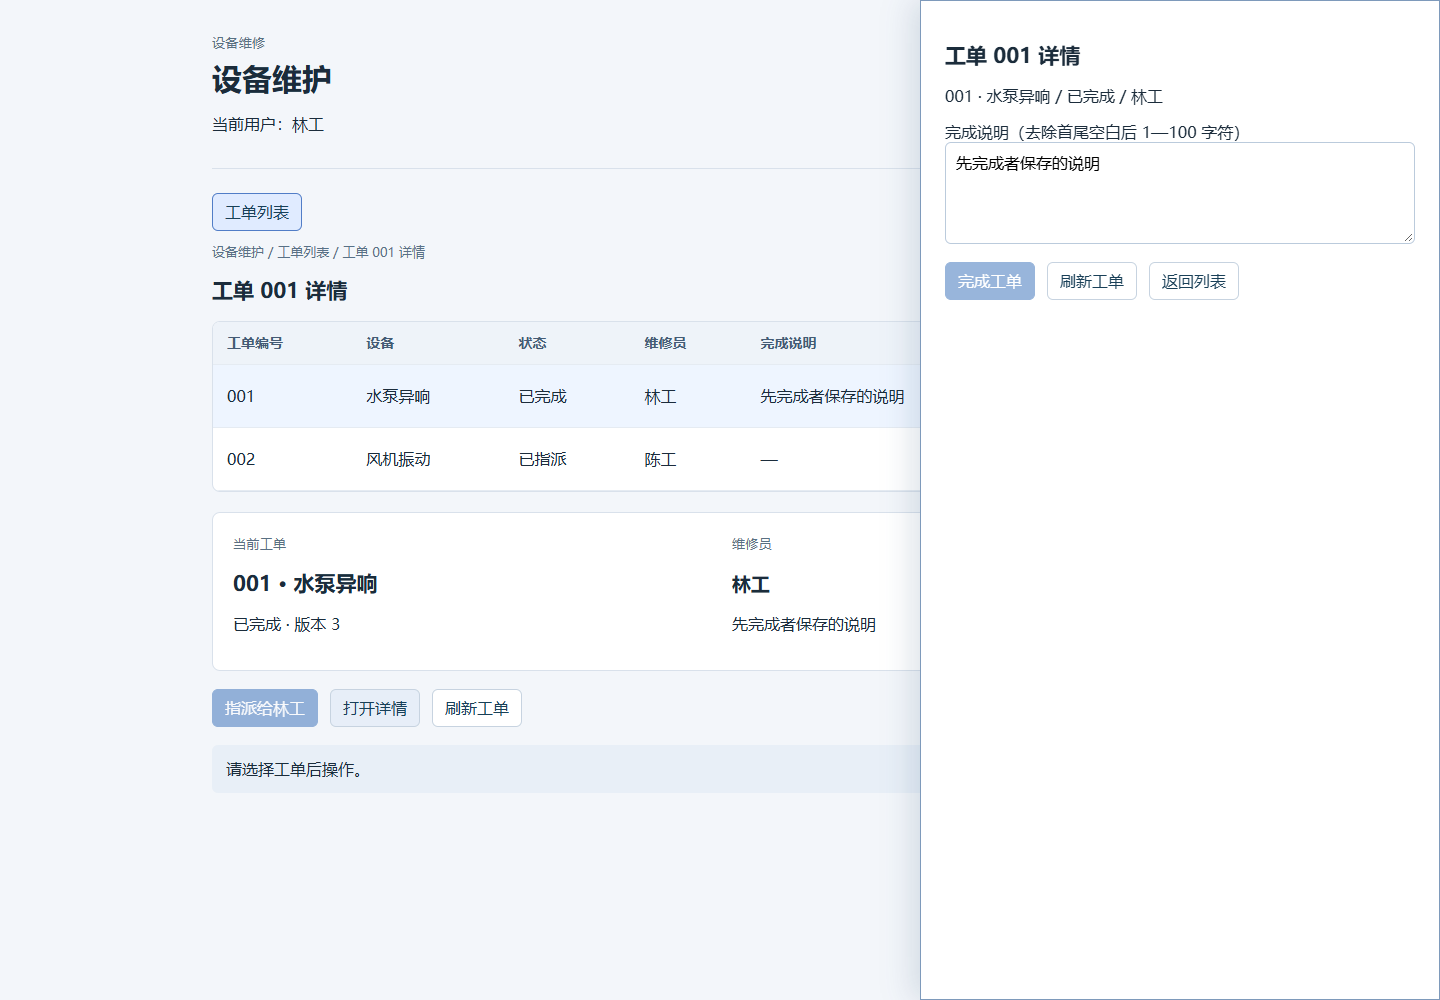 设备维修
设备维护
当前用户：林工
工单列表
设备维护 / 工单列表 / 工单 001 详情
工单 001 详情
工单编号 设备 状态 维修员 完成说明
001 水泵异响 已完成 林工 先完成者保存的说明
002 风机振动 已指派 陈工 —
当前工单 维修员
001 · 水泵异响 林工
已完成 · 版本 3 先完成者保存的说明
指派给林工 打开详情 刷新工单
请选择工单后操作。
工单 001 详情
001 · 水泵异响 / 已完成 / 林工
完成说明（去除首尾空白后 1—100 字符）
先完成者保存的说明
完成工单 刷新工单 返回列表